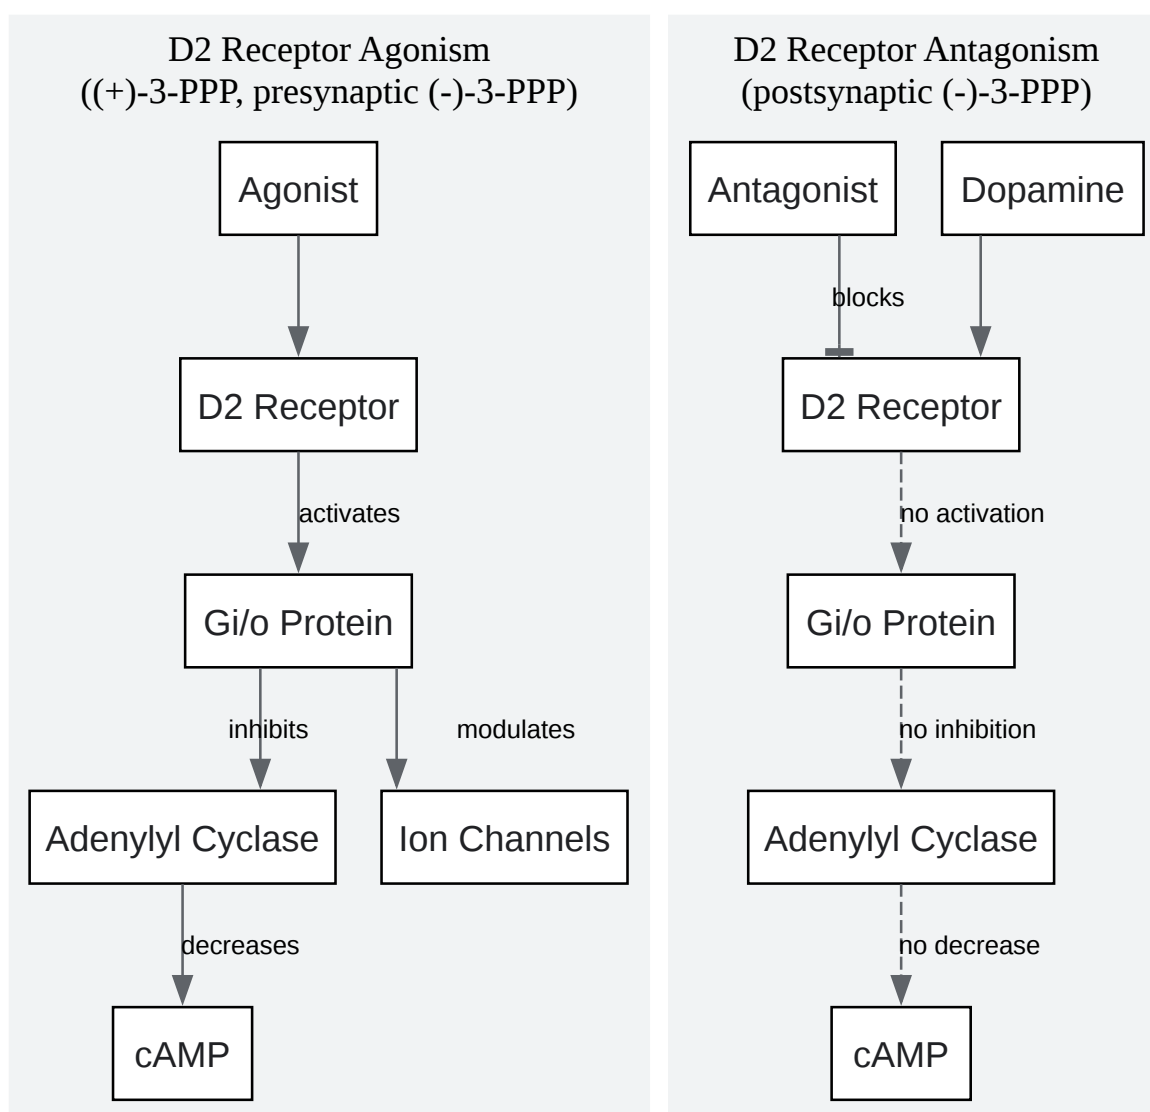 D2 Receptor Agonism
((+)-3-PPP, presynaptic (-)-3-PPP)
Agonist
D2 Receptor
activates
Gi/o Protein
inhibits
modulates
Adenylyl Cyclase
Ion Channels
decreases
cAMP
D2 Receptor Antagonism
(postsynaptic (-)-3-PPP)
Antagonist
Dopamine
blocks
D2 Receptor
no activation
Gi/o Protein
no inhibition
Adenylyl Cyclase
no decrease
cAMP